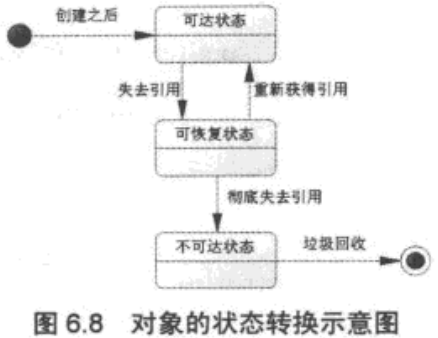 创建之后
可达状态
失去引用
重新获得引用
可恢复状态
彻底失去引用
不可达状态
垃圾回收
图 6.8 对象的状态转换示意图